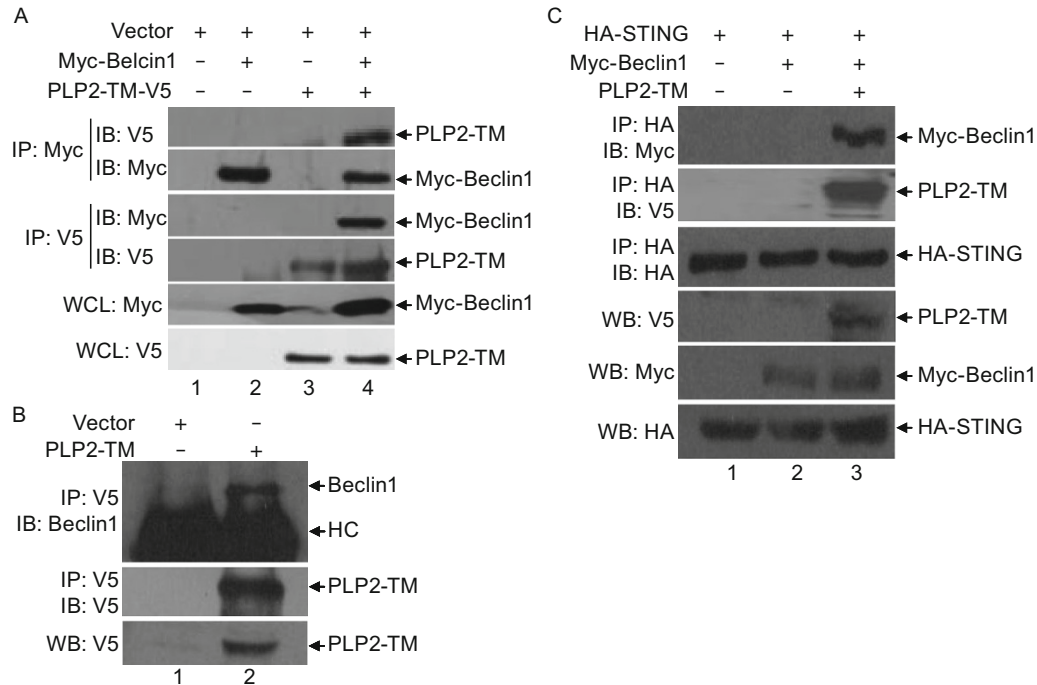 A
Vector + + + +
Myc-Belcin1 – + – +
PLP2-TM-V5 – – + +
IP: Myc
IB: V5
PLP2-TM
IB: Myc
Myc-Beclin1
IP: V5
IB: Myc
Myc-Beclin1
IB: V5
PLP2-TM
WCL: Myc
Myc-Beclin1
WCL: V5
PLP2-TM
1 2 3 4
B
Vector + –
PLP2-TM – +
IP: V5
IB: Beclin1
Beclin1
HC
IP: V5
IB: V5
PLP2-TM
WB: V5
PLP2-TM
1 2
C
HA-STING + + +
Myc-Beclin1 – + +
PLP2-TM – – +
IP: HA
IB: Myc
Myc-Beclin1
IP: HA
IB: V5
PLP2-TM
IP: HA
IB: HA
HA-STING
WB: V5
PLP2-TM
WB: Myc
Myc-Beclin1
WB: HA
HA-STING
1 2 3